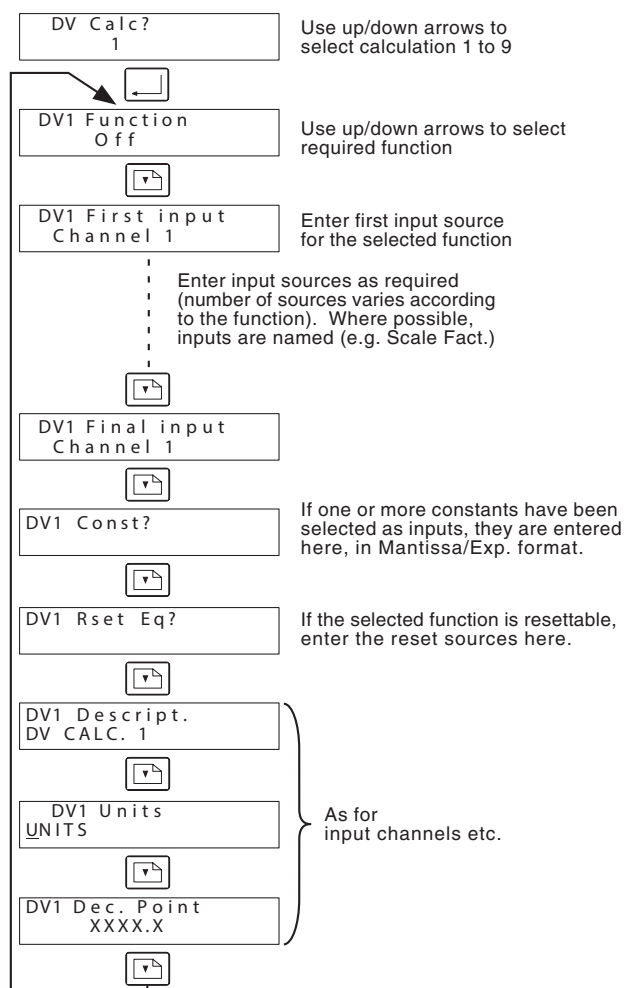 DV Calc?
1
Use up/down arrows to
select calculation 1 to 9
DV1 Function
Off
Use up/down arrows to select
required function
DV1 First input
Channel 1
Enter first input source
for the selected function
Enter input sources as required
(number of sources varies according
to the function). Where possible,
inputs are named (e.g. Scale Fact.)
DV1 Final input
Channel 1
DV1 Const?
If one or more constants have been
selected as inputs, they are entered
here, in Mantissa/Exp. format.
DV1 Rset Eq?
If the selected function is resettable,
enter the reset sources here.
DV1 Descript.
DV CALC. 1
DV1 Units
UNITS
As for
input channels etc.
DV1 Dec. Point
XXXX.X